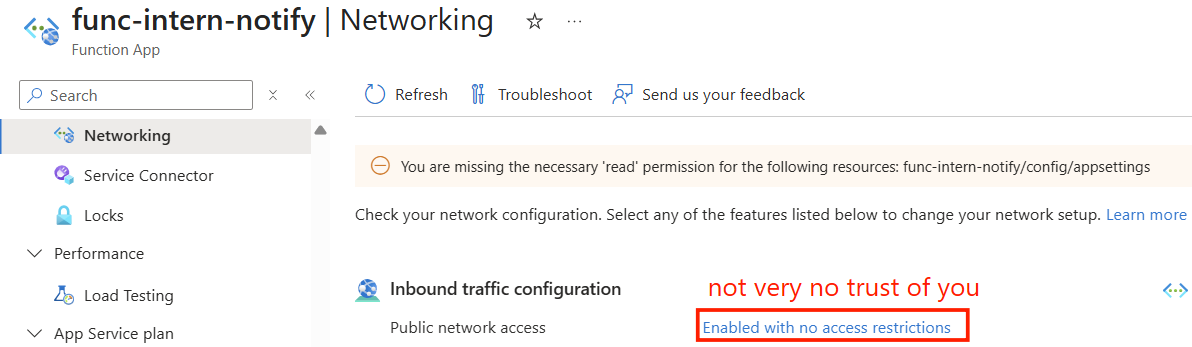 func-intern-notify | Networking
Function App
Search
Refresh
Troubleshoot
Send us your feedback
Networking
Service Connector
Locks
Performance
Load Testing
App Service plan
You are missing the necessary 'read' permission for the following resources: func-intern-notify/config/appsettings
Check your network configuration. Select any of the features listed below to change your network setup. Learn more
Inbound traffic configuration
not very no trust of you
Public network access
Enabled with no access restrictions